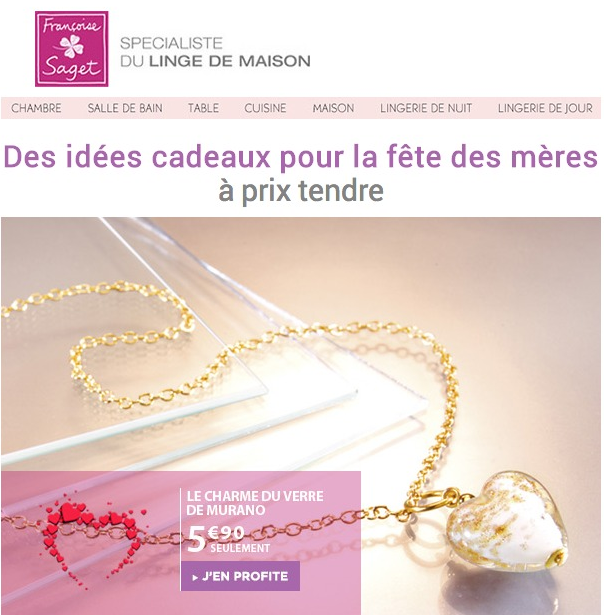 Françoise
Saget
SPECIALISTE
DU LINGE DE MAISON
CHAMBRE SALLE DE BAIN TABLE CUISINE MAISON LINGERIE DE NUIT LINGERIE DE JOUR
Des idées cadeaux pour la fête des mères
à prix tendre
LE CHARME DU VERRE
DE MURANO
5€90
SEULEMENT
▸ J'EN PROFITE